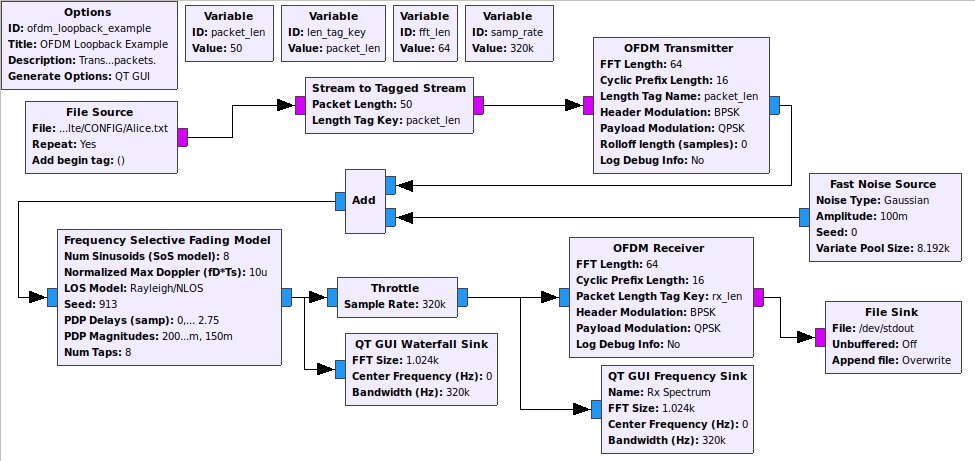 Options
ID: ofdm_loopback_example
Title: OFDM Loopback Example
Description: Trans...packets.
Generate Options: QT GUI
Variable
ID: packet_len
Value: 50
Variable
ID: len_tag_key
Value: packet_len
Variable
ID: fft_len
Value: 64
Variable
ID: samp_rate
Value: 320k
File Source
File: ...lte/CONFIG/Alice.txt
Repeat: Yes
Add begin tag: ()
Stream to Tagged Stream
Packet Length: 50
Length Tag Key: packet_len
OFDM Transmitter
FFT Length: 64
Cyclic Prefix Length: 16
Length Tag Name: packet_len
Header Modulation: BPSK
Payload Modulation: QPSK
Rolloff length (samples): 0
Log Debug Info: No
Add
Fast Noise Source
Noise Type: Gaussian
Amplitude: 100m
Seed: 0
Variate Pool Size: 8.192k
Frequency Selective Fading Model
Num Sinusoids (SoS model): 8
Normalized Max Doppler (fD*Ts): 10u
LOS Model: Rayleigh/NLOS
Seed: 913
PDP Delays (samp): 0,... 2.75
PDP Magnitudes: 200...m, 150m
Num Taps: 8
Throttle
Sample Rate: 320k
QT GUI Waterfall Sink
FFT Size: 1.024k
Center Frequency (Hz): 0
Bandwidth (Hz): 320k
OFDM Receiver
FFT Length: 64
Cyclic Prefix Length: 16
Packet Length Tag Key: rx_len
Header Modulation: BPSK
Payload Modulation: QPSK
Log Debug Info: No
File Sink
File: /dev/stdout
Unbuffered: Off
Append file: Overwrite
QT GUI Frequency Sink
Name: Rx Spectrum
FFT Size: 1.024k
Center Frequency (Hz): 0
Bandwidth (Hz): 320k